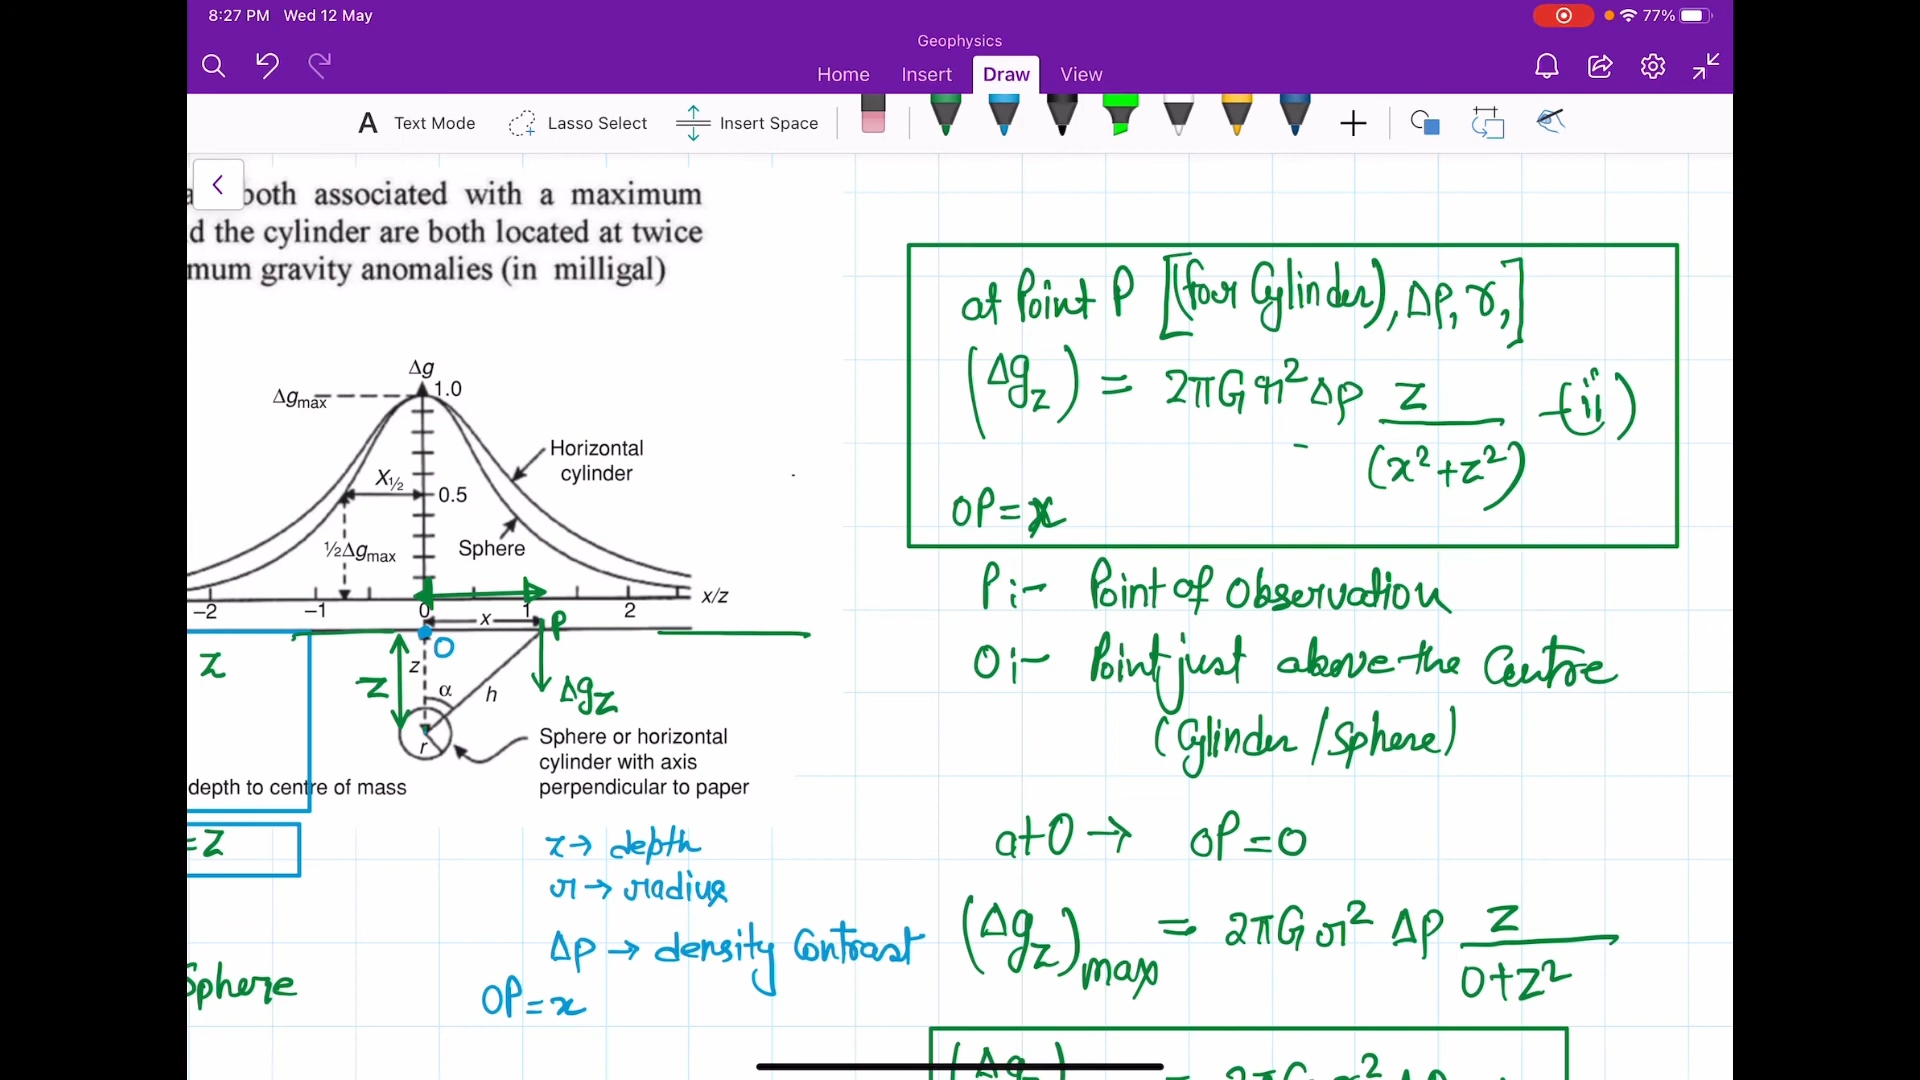 8:27 PM Wed 12 May
77%
Geophysics
Home Insert Draw View
A Text Mode Lasso Select Insert Space
both associated with a maximum
d the cylinder are both located at twice
mum gravity anomalies (in milligal)
Δg
1.0
Δgmax
Horizontal
cylinder
X½
0.5
½Δgmax
Sphere
-2 -1 0 1 2 x/z
x
P
O
z
z
z
α
h
Δgz
r
Sphere or horizontal
cylinder with axis
perpendicular to paper
depth to centre of mass
=z
z → depth
r → radius
Δρ → density Contrast
OP = x
Sphere
at Point P [(for Cylinder), Δρ, r,]
(Δgz) = 2πGr² Δρ z/(x²+z²) -(ii)
OP = x
P :- Point of Observation
O :- Point just above the Centre
(Cylinder / Sphere)
at O → OP = 0
(Δgz)max = 2πGr² Δρ z/(0+z²)